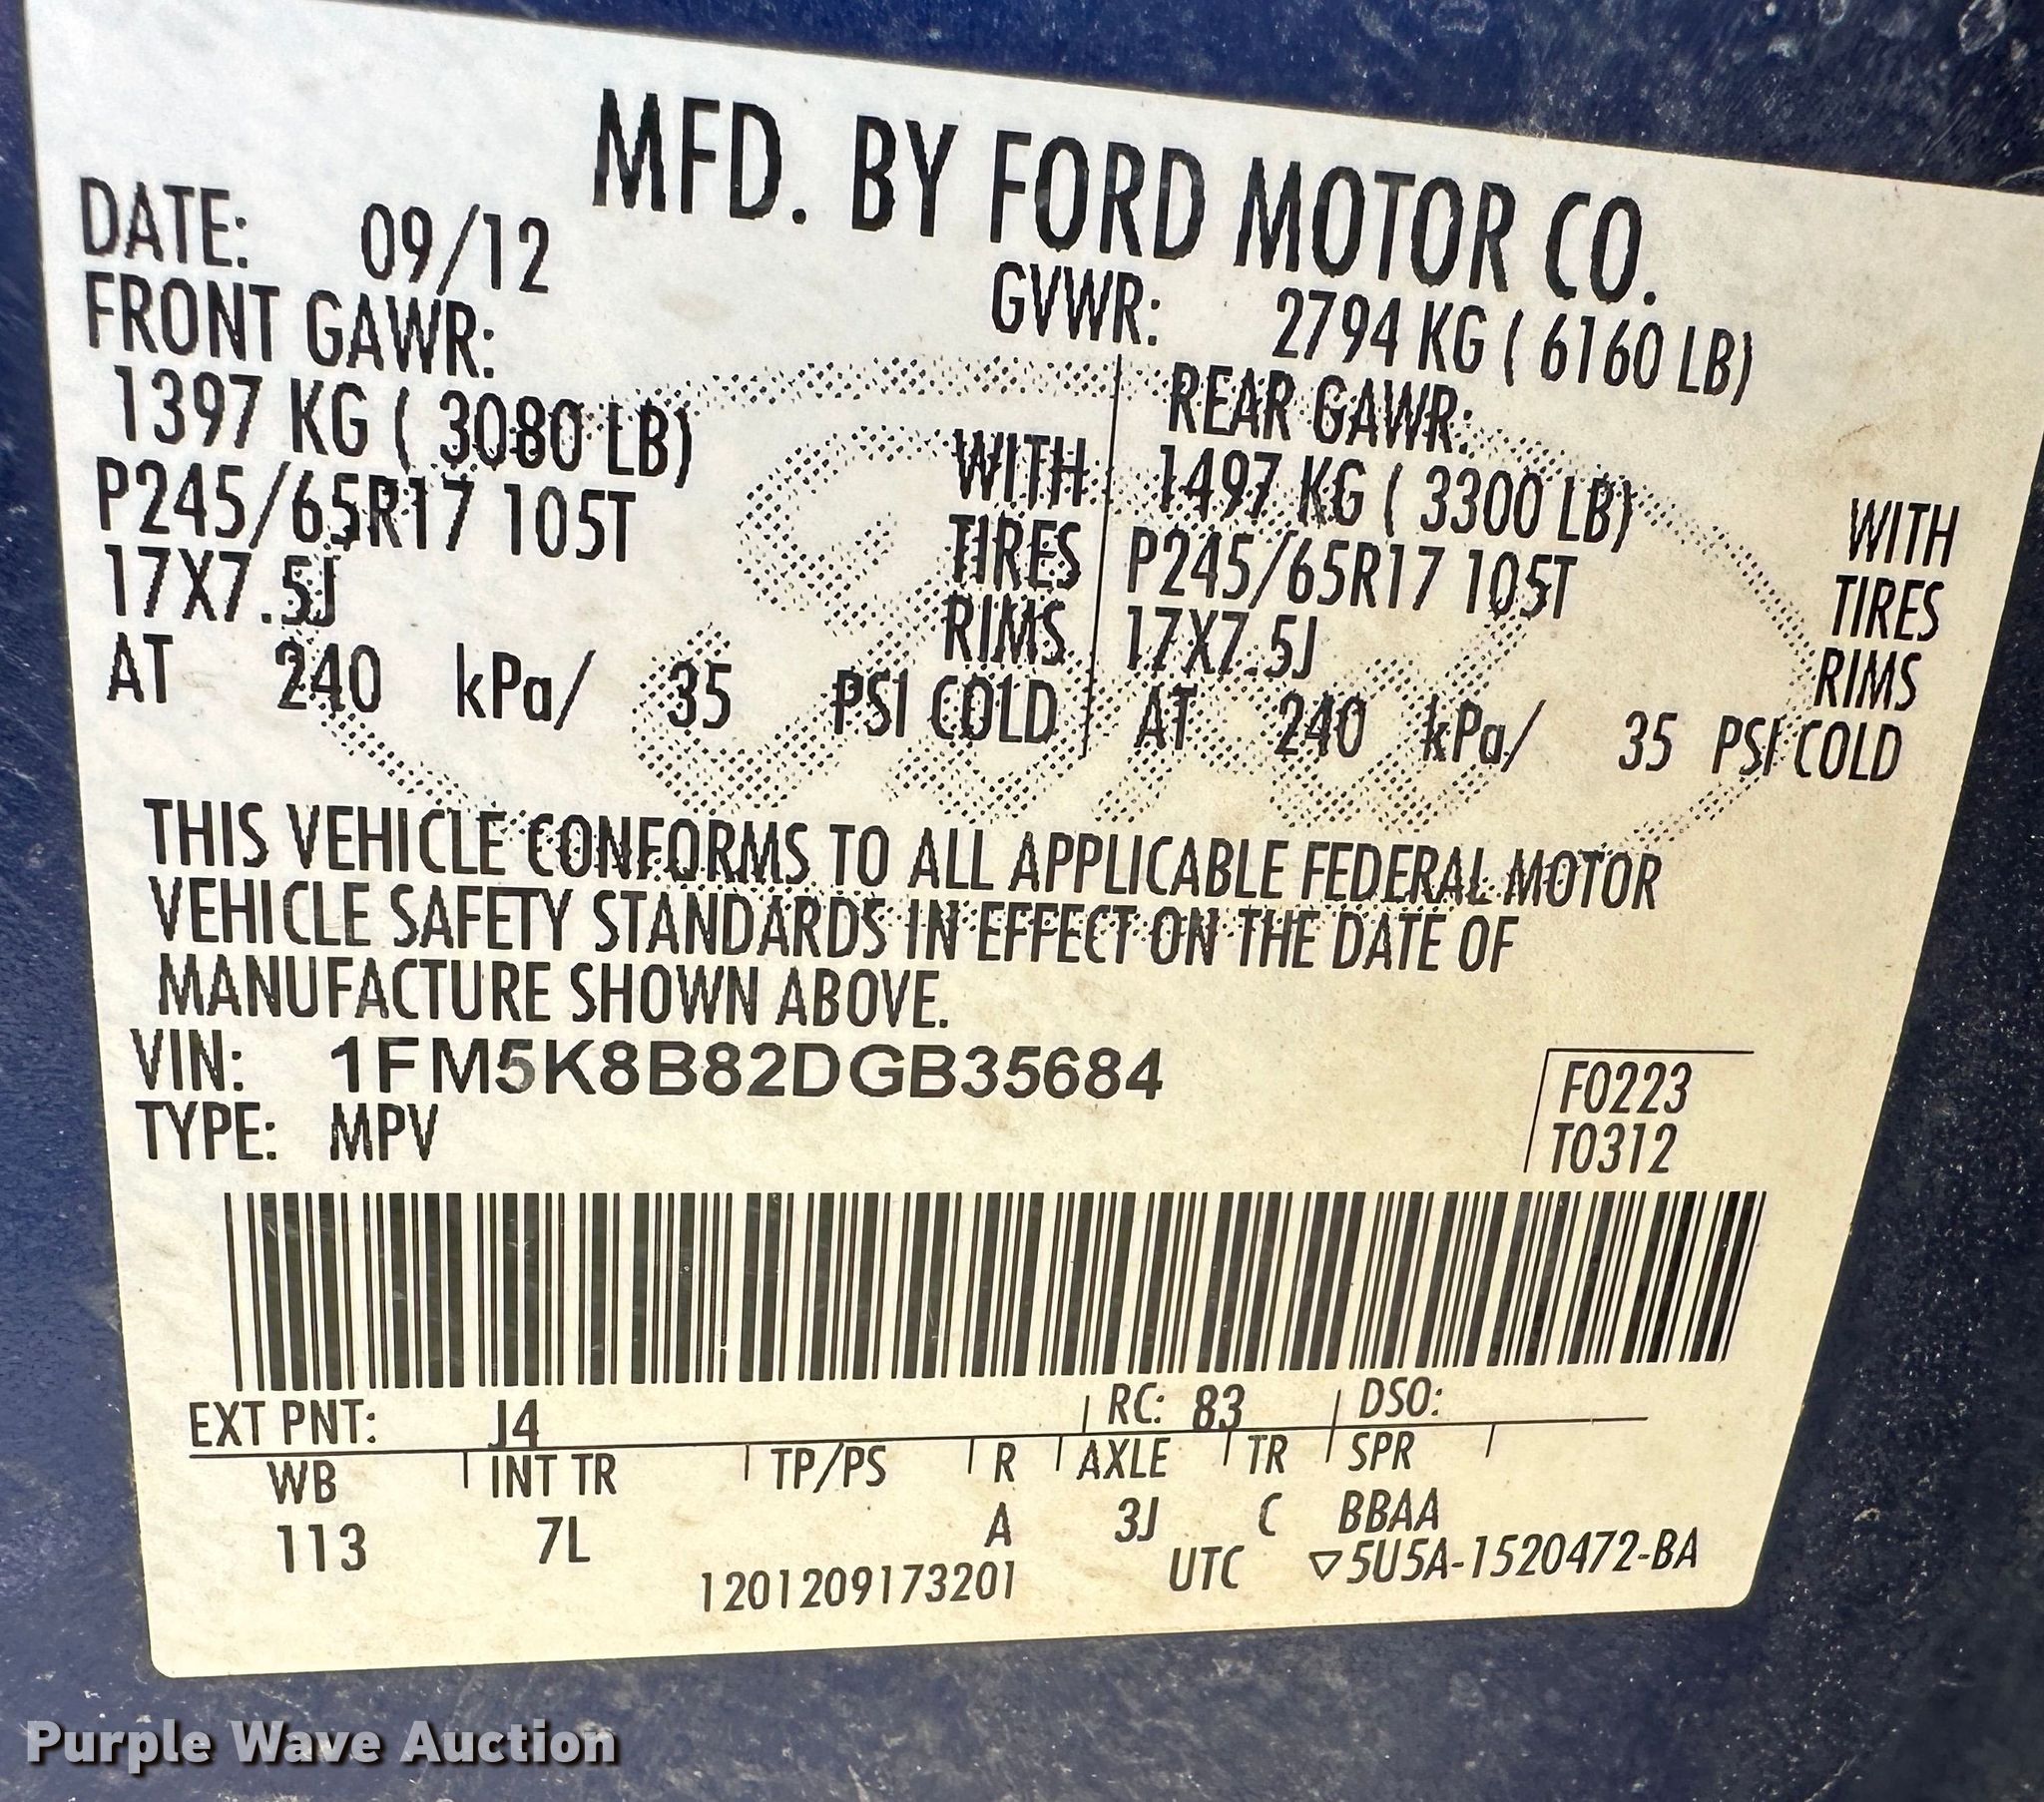 MFD. BY FORD MOTOR CO.
DATE: 09/12 GVWR: 2794 KG ( 6160 LB)
FRONT GAWR: REAR GAWR:
1397 KG ( 3080 LB) WITH 1497 KG ( 3300 LB) WITH
P245/65R17 105T TIRES P245/65R17 105T TIRES
17X7.5J RIMS 17X7.5J RIMS
AT 240 kPa/ 35 PSI COLD AT 240 kPa/ 35 PSI COLD
THIS VEHICLE CONFORMS TO ALL APPLICABLE FEDERAL MOTOR
VEHICLE SAFETY STANDARDS IN EFFECT ON THE DATE OF
MANUFACTURE SHOWN ABOVE.
VIN: 1FM5K8B82DGB35684 F0223
TYPE: MPV T0312
EXT PNT: J4 RC: 83 DSO:
WB INT TR TP/PS R AXLE TR SPR
113 7L A 3J C BBAA
1201209173201 UTC ▽5U5A-1520472-BA
Purple Wave Auction